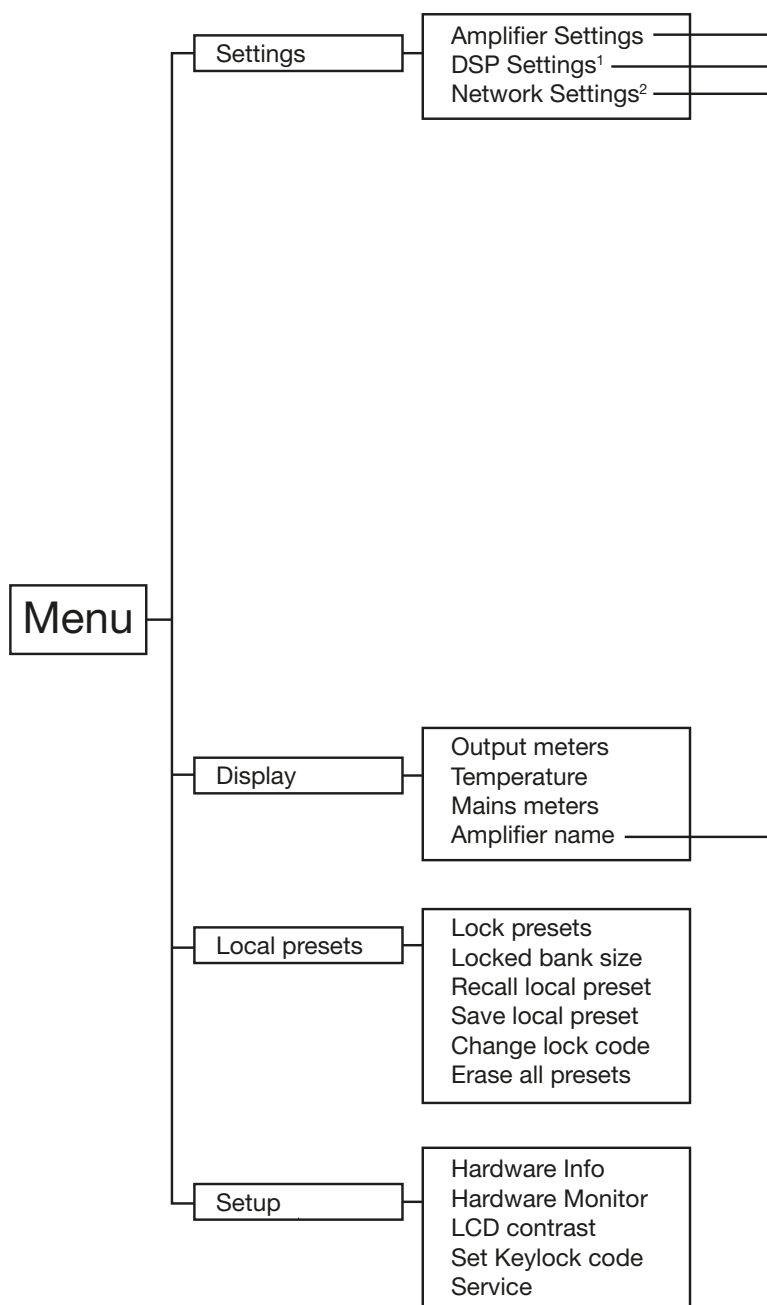 Menu
Settings
Amplifier Settings
DSP Settings¹
Network Settings²
Display
Output meters
Temperature
Mains meters
Amplifier name
Local presets
Lock presets
Locked bank size
Recall local preset
Save local preset
Change lock code
Erase all presets
Setup
Hardware Info
Hardware Monitor
LCD contrast
Set Keylock code
Service